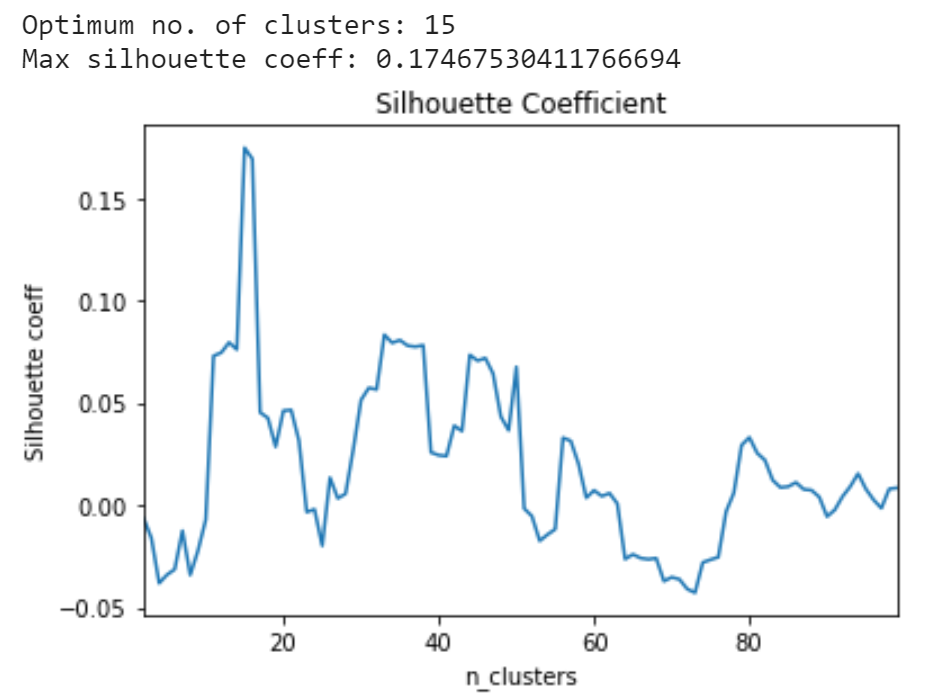 Optimum no. of clusters: 15
Max silhouette coeff: 0.17467530411766694
Silhouette Coefficient
Silhouette coeff
0.15
0.10
0.05
0.00
−0.05
20 40 60 80
n_clusters